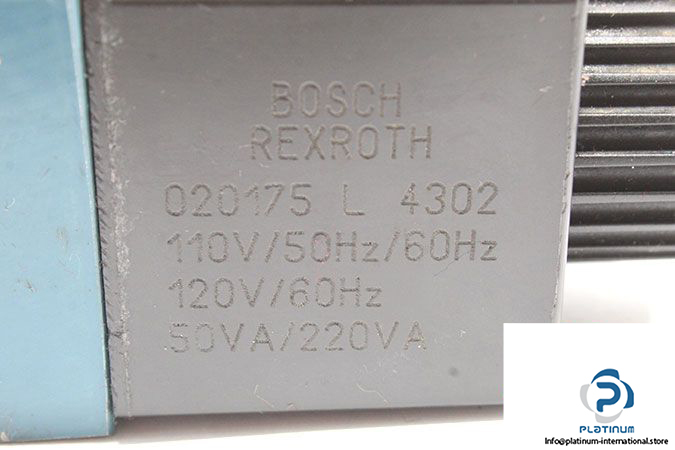 BOSCH
REXROTH
020175 L 4302
110V/50Hz/60Hz
120V/60Hz
50VA/220VA
PLATINUM
info@platinum-international.store